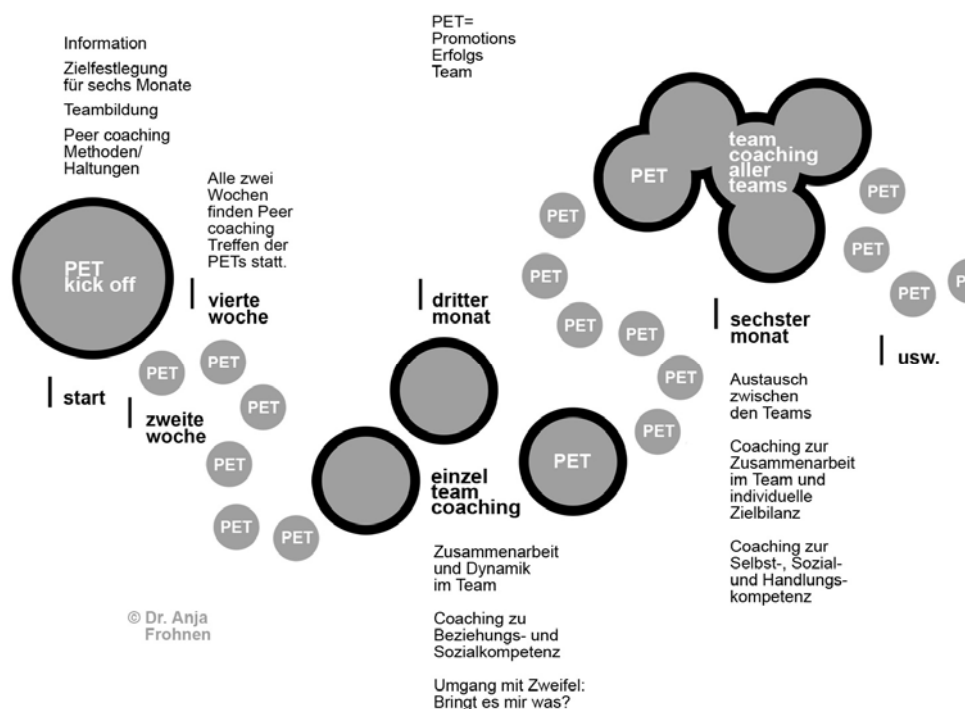 Information
Zielfestlegung
für sechs Monate
Teambildung
Peer coaching
Methoden/
Haltungen
PET
kick off
start
Alle zwei
Wochen
finden Peer
coaching
Treffen der
PETs statt.
vierte
woche
zweite
woche
PET
PET
PET
PET
PET
PET
© Dr. Anja
Frohnen
PET=
Promotions
Erfolgs
Team
dritter
monat
einzel
team
coaching
Zusammenarbeit
und Dynamik
im Team
Coaching zu
Beziehungs- und
Sozialkompetenz
Umgang mit Zweifel:
Bringt es mir was?
PET
PET
PET
PET
PET
PET
PET
PET
PET
team
coaching
aller
teams
sechster
monat
Austausch
zwischen
den Teams
Coaching zur
Zusammenarbeit
im Team und
individuelle
Zielbilanz
Coaching zur
Selbst-, Sozial-
und Handlungs-
kompetenz
PET
PET
PET
usw.